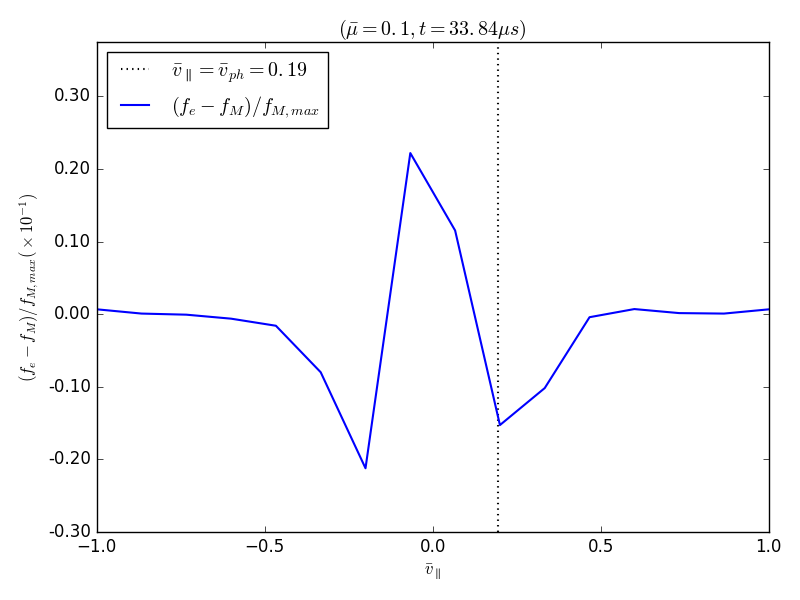 (μ̄ = 0.1, t = 33.84μs)
v̄∥ = v̄ph = 0.19
(fe − fM)/fM,max
0.30
0.20
0.10
0.00
-0.10
-0.20
-0.30
(fe − fM)/fM,max(×10⁻¹)
−1.0 −0.5 0.0 0.5 1.0
v̄∥